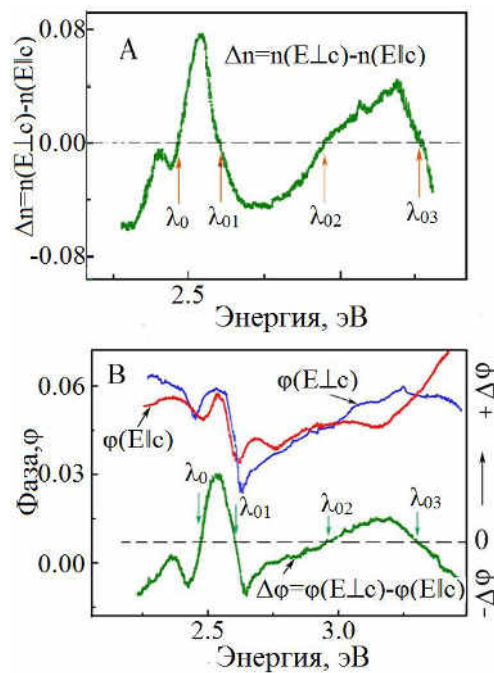 0.08
A
Δn=n(E⊥c)-n(E∥c)
Δn=n(E⊥c)-n(E∥c)
0.00
λ₀
λ₀₁
λ₀₂
λ₀₃
-0.08
2.5
Энергия, эВ
B
0.06
φ(E⊥c)
φ(E∥c)
+ Δφ
Фаза,φ
0.03
λ₀
λ₀₁
λ₀₂
λ₀₃
0
0.00
Δφ=φ(E⊥c)-φ(E∥c)
-Δφ
2.5
3.0
Энергия, эВ